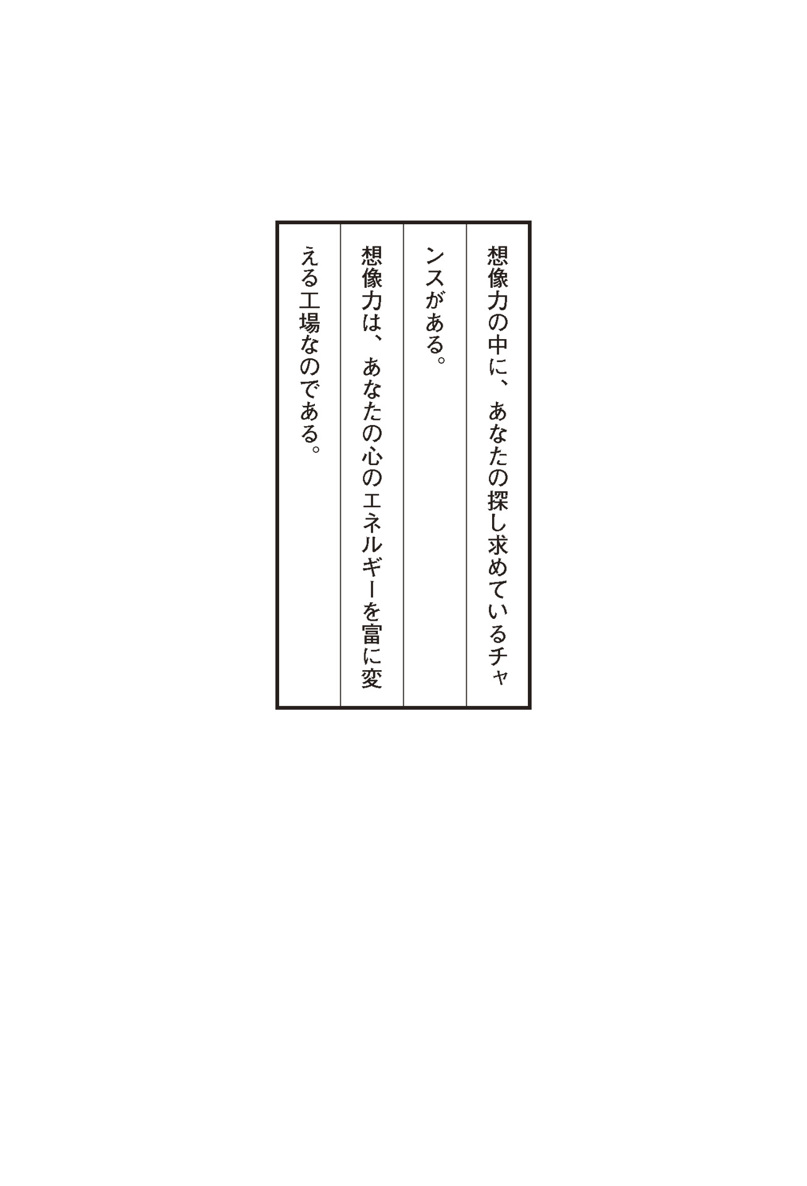 想像力の中に、あなたの探し求めているチャ
ンスがある。
想像力は、あなたの心のエネルギーを富に変
える工場なのである。